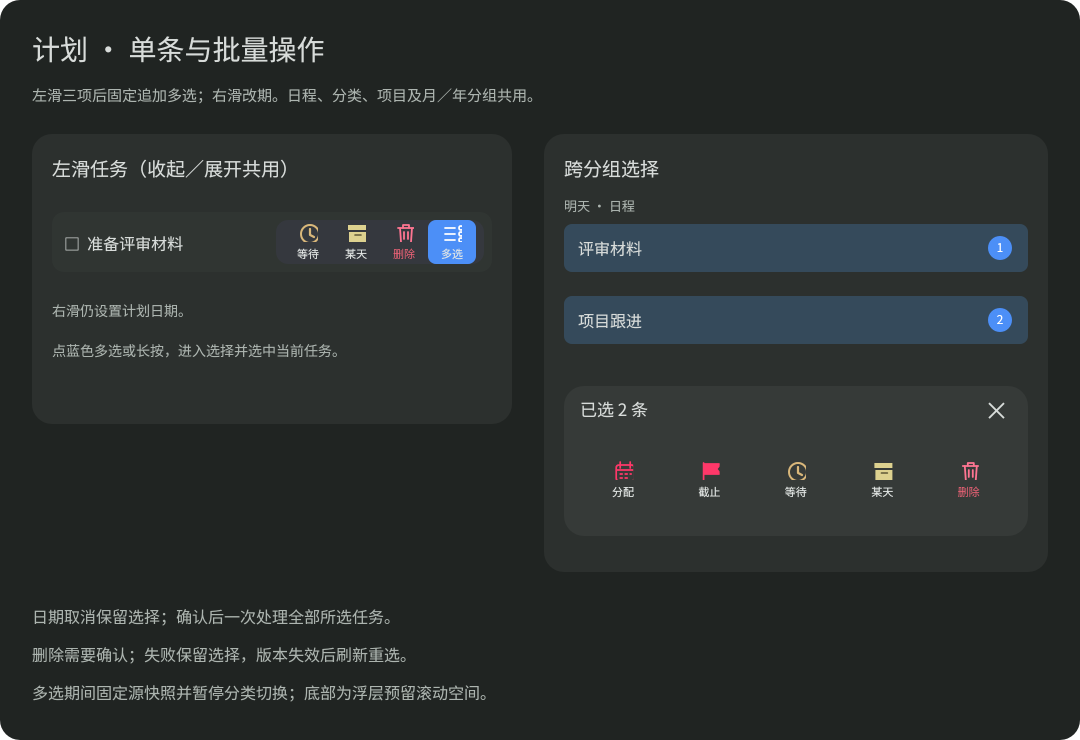 计划 · 单条与批量操作
左滑三项后固定追加多选；右滑改期。日程、分类、项目及月／年分组共用。
左滑任务（收起／展开共用）
准备评审材料
等待
某天
删除
多选
右滑仍设置计划日期。
点蓝色多选或长按，进入选择并选中当前任务。
跨分组选择
明天 · 日程
评审材料
1
项目跟进
2
已选 2 条
分配
截止
等待
某天
删除
日期取消保留选择；确认后一次处理全部所选任务。
删除需要确认；失败保留选择，版本失效后刷新重选。
多选期间固定源快照并暂停分类切换；底部为浮层预留滚动空间。